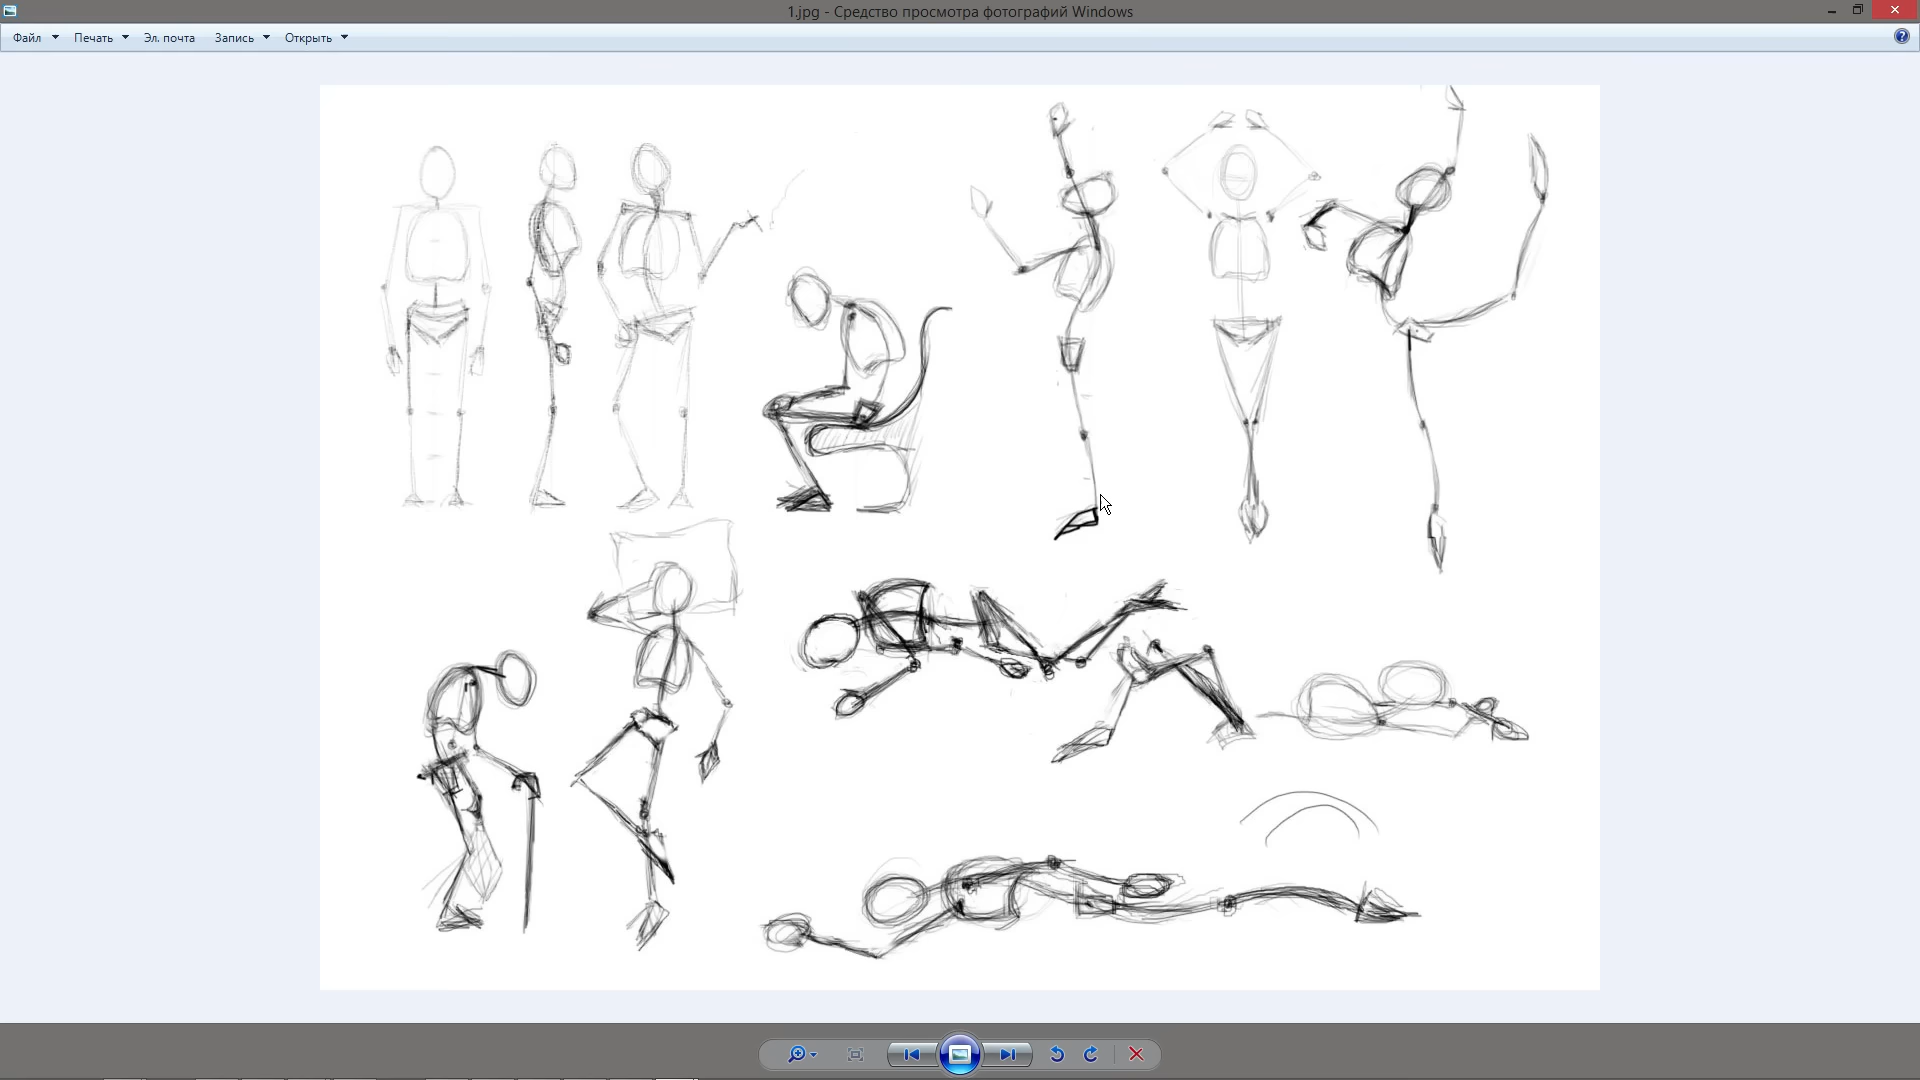 1.jpg - Средство просмотра фотографий Windows
Файл Печать Эл. почта Запись Открыть